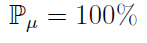 ℙ_μ = 100%